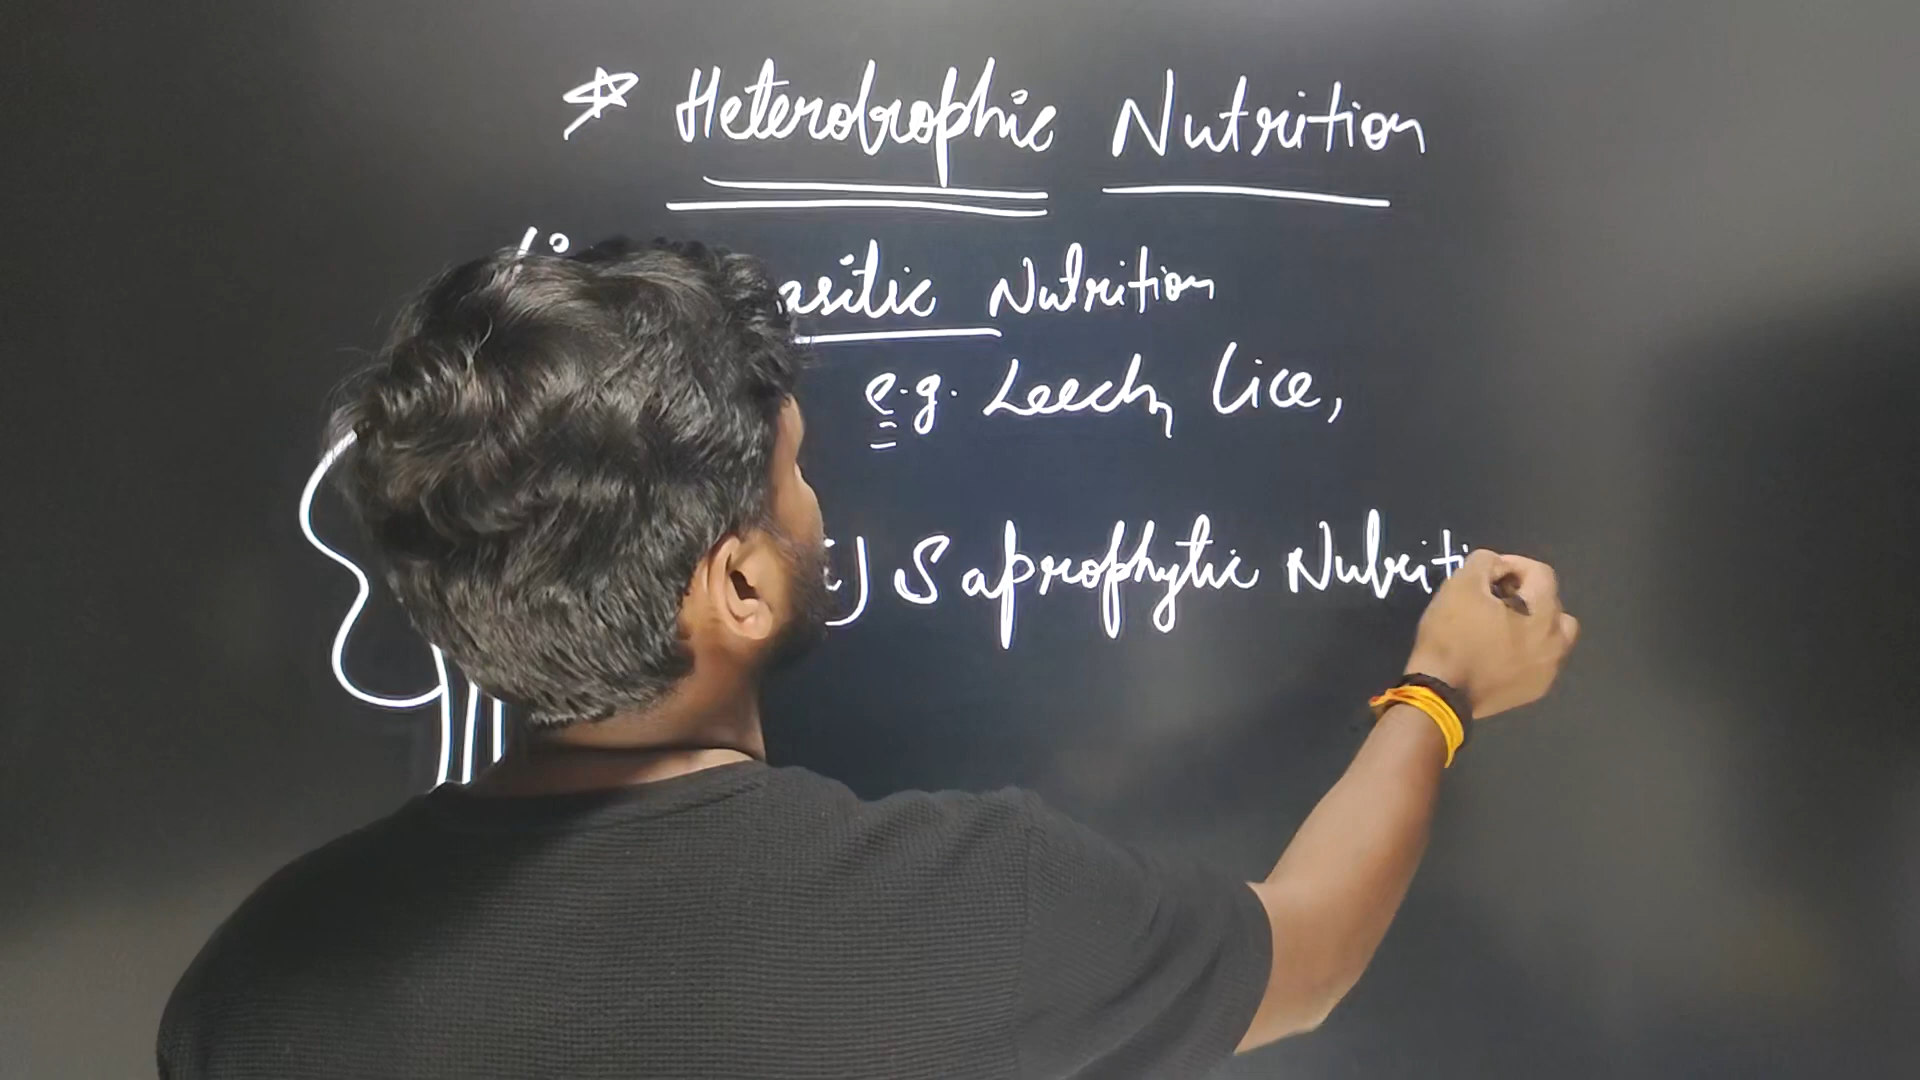 * Heterotrophic Nutrition
asitic Nutrition
e.g. Leech, Lice,
i) Saprophytic Nutriti